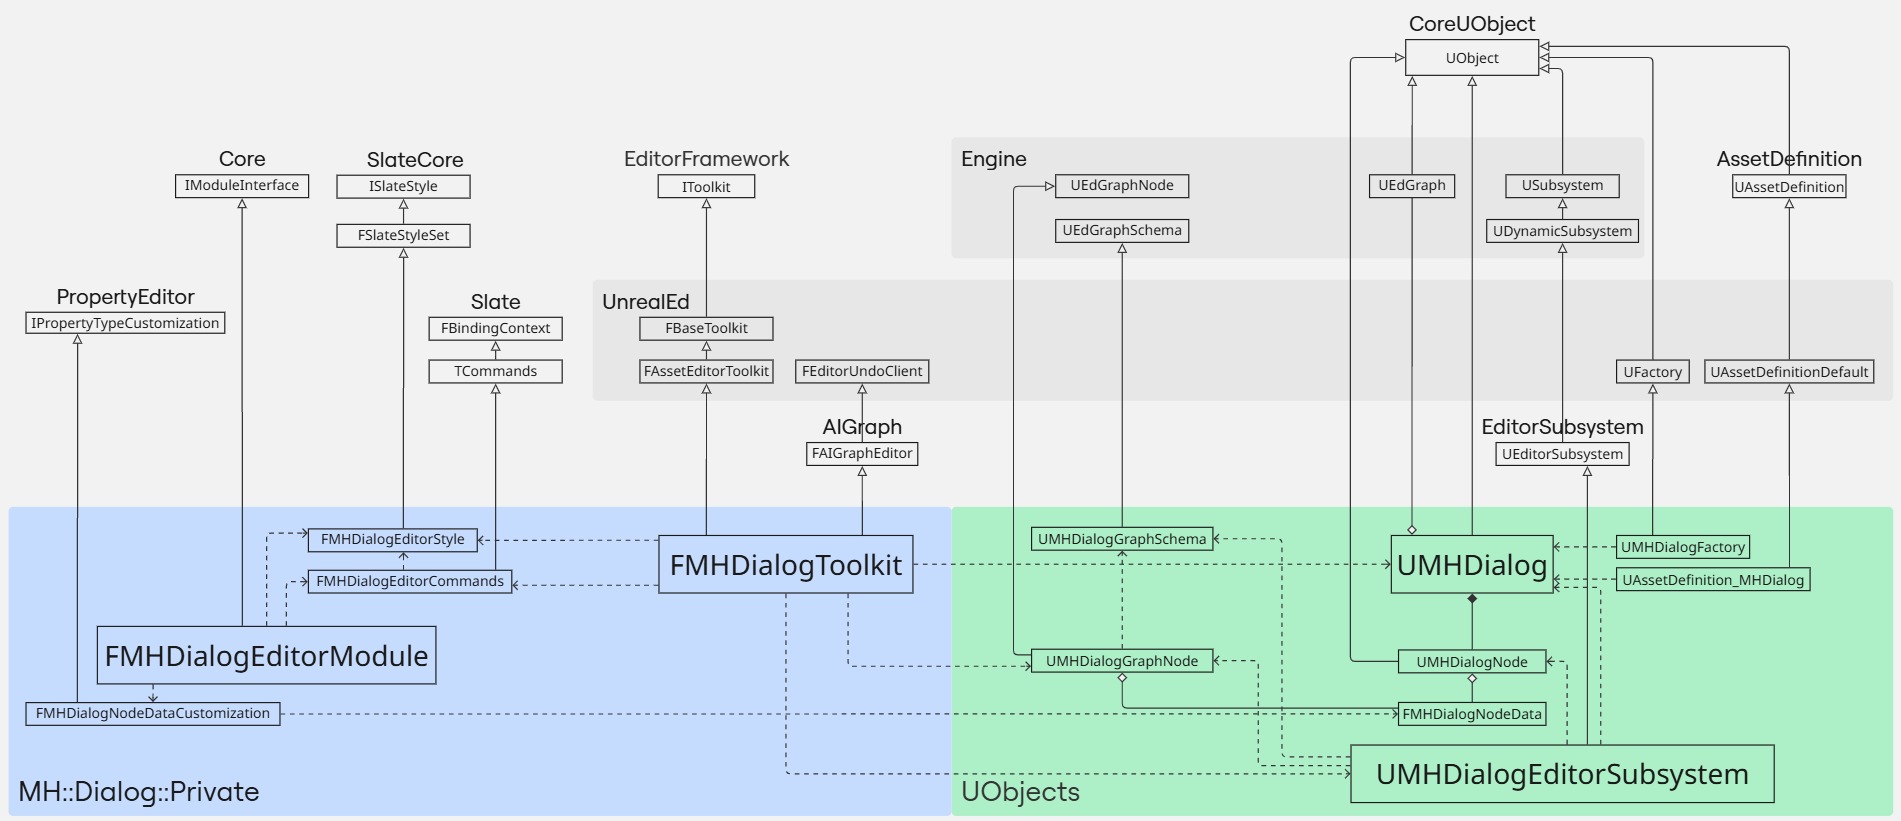 CoreUObject
UObject
Core
IModuleInterface
SlateCore
ISlateStyle
FSlateStyleSet
EditorFramework
IToolkit
Engine
UEdGraphNode
UEdGraph
USubsystem
UEdGraphSchema
UDynamicSubsystem
AssetDefinition
UAssetDefinition
PropertyEditor
IPropertyTypeCustomization
Slate
FBindingContext
TCommands
UnrealEd
FBaseToolkit
FAssetEditorToolkit
FEditorUndoClient
UFactory
UAssetDefinitionDefault
AIGraph
FAIGraphEditor
EditorSubsystem
UEditorSubsystem
FMHDialogEditorStyle
FMHDialogEditorCommands
FMHDialogToolkit
FMHDialogEditorModule
FMHDialogNodeDataCustomization
MH::Dialog::Private
UMHDialogGraphSchema
UMHDialog
UMHDialogFactory
UAssetDefinition_MHDialog
UMHDialogGraphNode
UMHDialogNode
FMHDialogNodeData
UMHDialogEditorSubsystem
UObjects